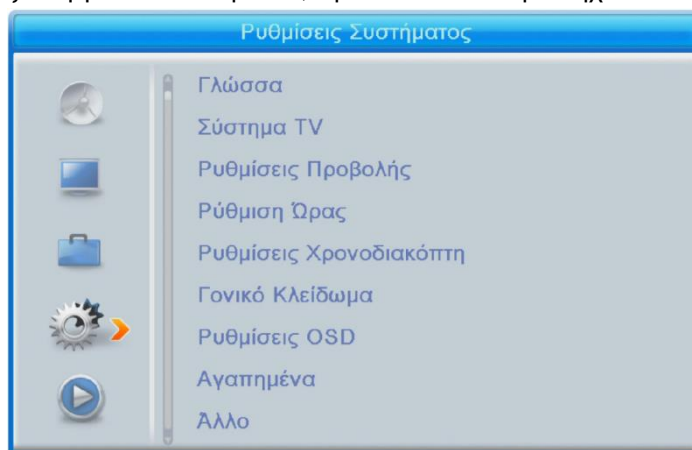 Ρυθμίσεις Συστήματος
Γλώσσα
Σύστημα TV
Ρυθμίσεις Προβολής
Ρύθμιση Ώρας
Ρυθμίσεις Χρονοδιακόπτη
Γονικό Κλείδωμα
Ρυθμίσεις OSD
Αγαπημένα
Άλλο